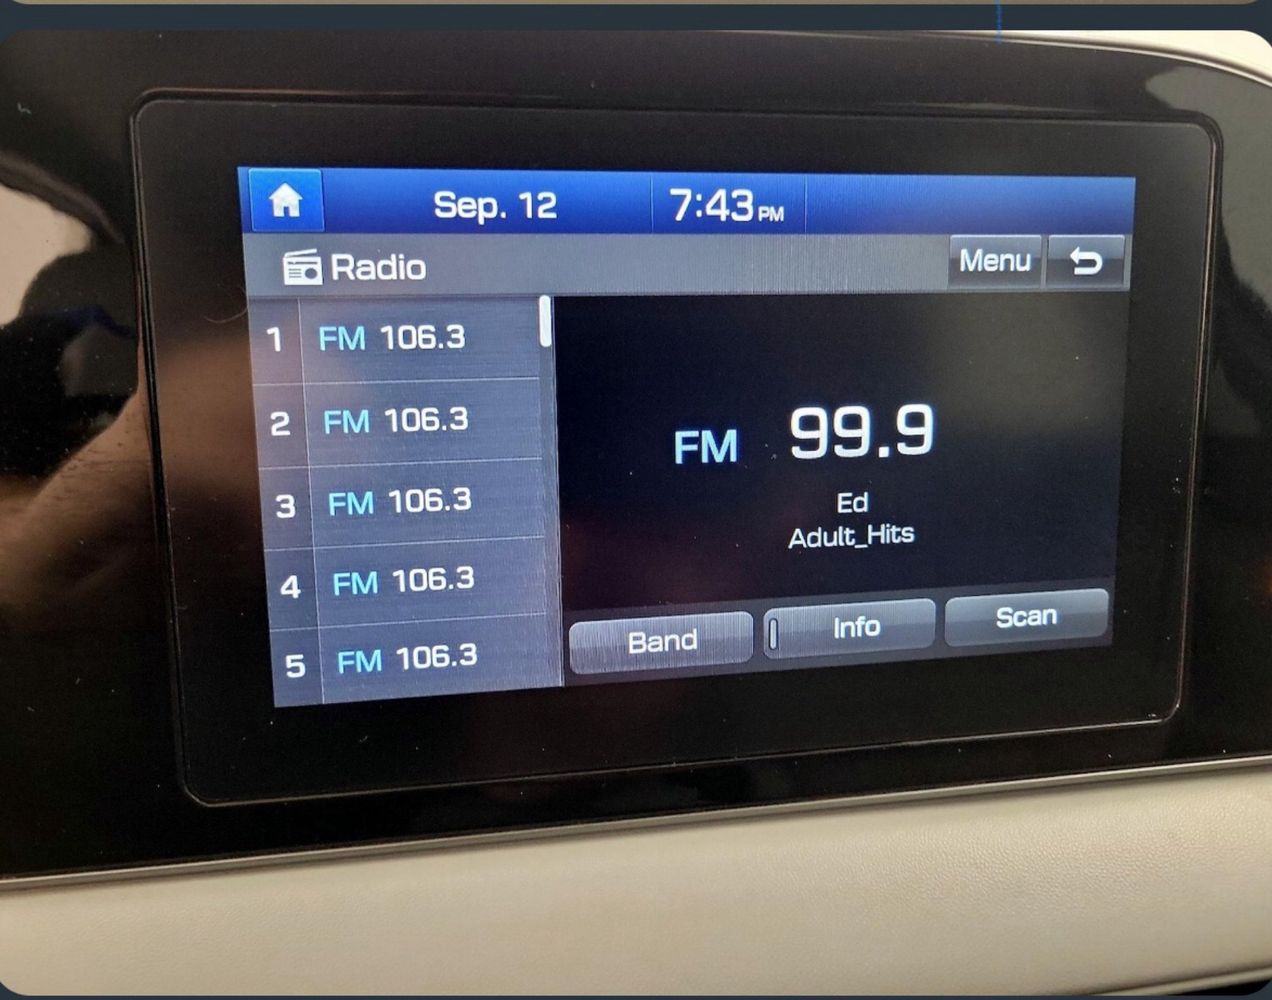 Sep. 12 7:43 PM
Radio Menu
1 FM 106.3
2 FM 106.3
3 FM 106.3
4 FM 106.3
5 FM 106.3
FM 99.9
Ed
Adult_Hits
Band Info Scan